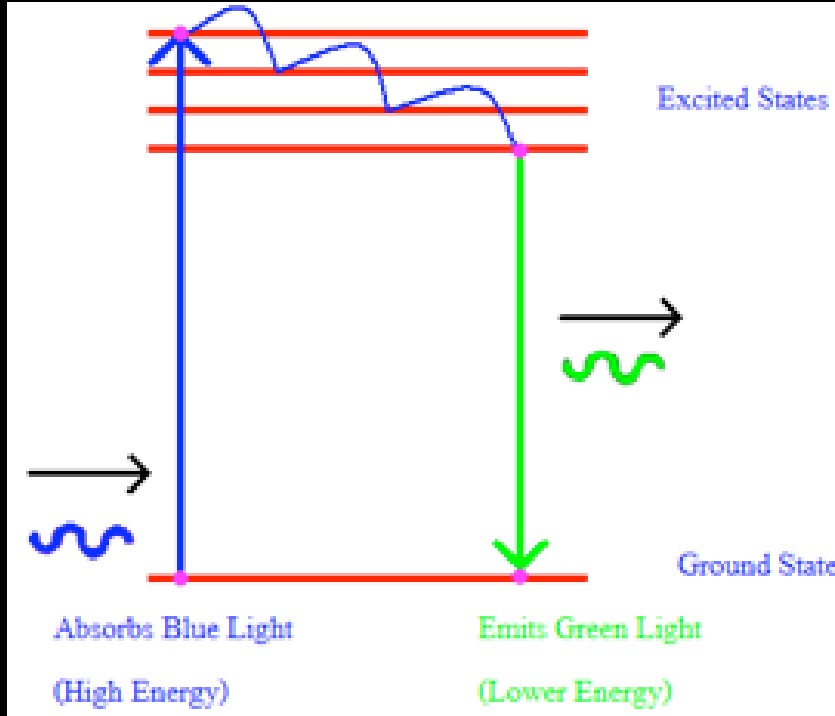 Excited States
Ground State
Absorbs Blue Light
(High Energy)
Emits Green Light
(Lower Energy)